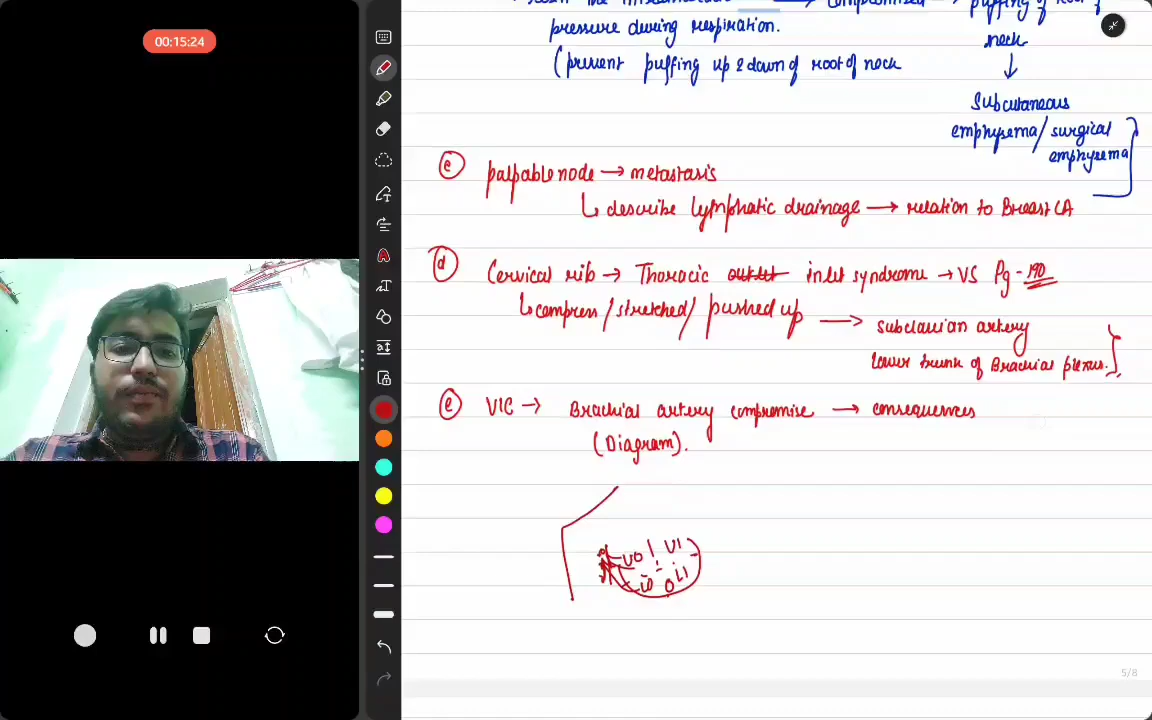 00:15:24
pressure during respiration.
(prevent puffing up & down of root of neck
neck
↓
Subcutaneous
emphysema/surgical
emphysema
e palpable node → metastasis
↳ describe lymphatic drainage → relation to Breast CA
d Cervical rib → Thoracic outlet inlet syndrome → VS Pg - 190
↳ compress/stretched/pushed up → subclavian artery
lower trunk of Brachial plexus.
e VIC → Brachial artery compromise → consequences
(Diagram).
5/8